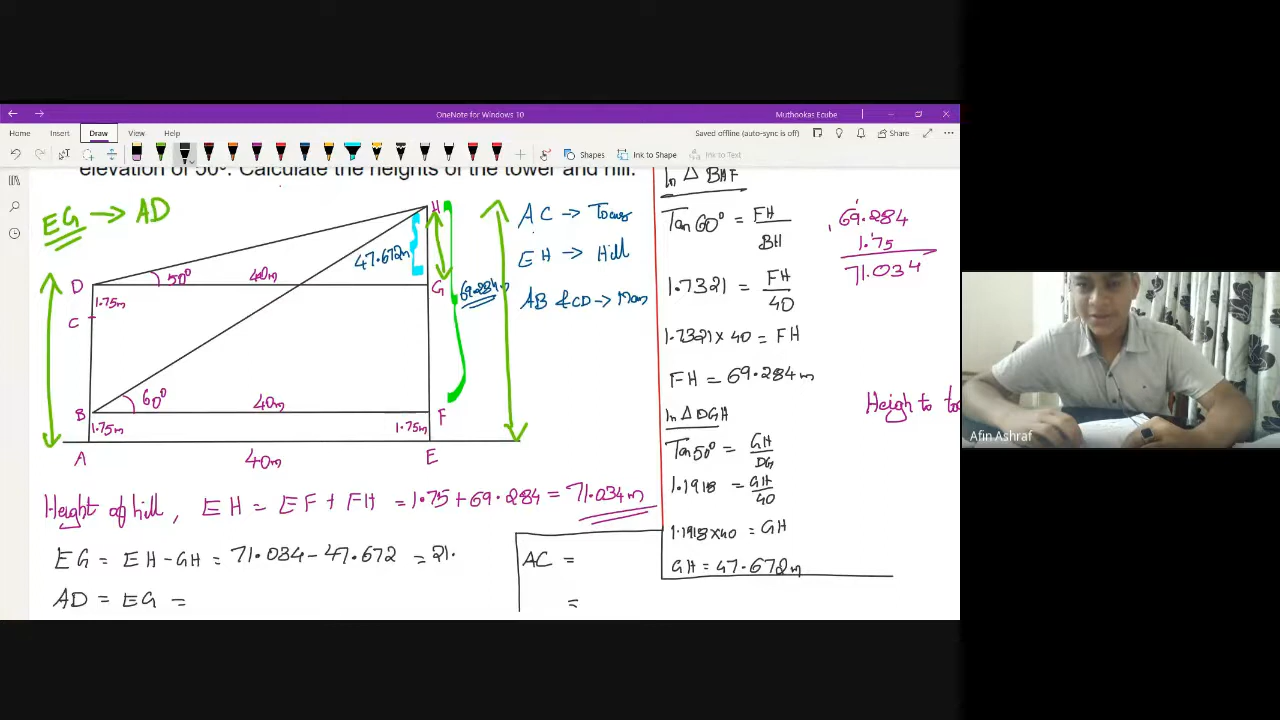 OneNote for Windows 10
Muthookas Ecube
Home Insert Draw View Help
Saved offline (auto-sync is off)
Share
Shapes
Ink to Shape
Ink to Text
elevation of 50°. Calculate the heights of the tower and hill.
EG → AD
H
D
50°
40m
47.672m
G
69.284m
1.75m
C
B
60°
40m
F
1.75m
1.75m
A
40m
E
AC → Tower
EH → Hill
AB & CD → Man
In △ BHF
Tan 60° = FH
BH
1.7321 = FH
40
1.7321 × 40 = FH
FH = 69.284 m
In △ DGH
Tan 50° = GH
DG
1.1918 = GH
40
1.1918×40 = GH
GH = 47.672m
69.284
1.75
71.034
Height of hill, EH = EF + FH = 1.75 + 69.284 = 71.034m
EG = EH - GH = 71.034 - 47.672 = 21.
AD = EG =
AC =
=
Afin Ashraf